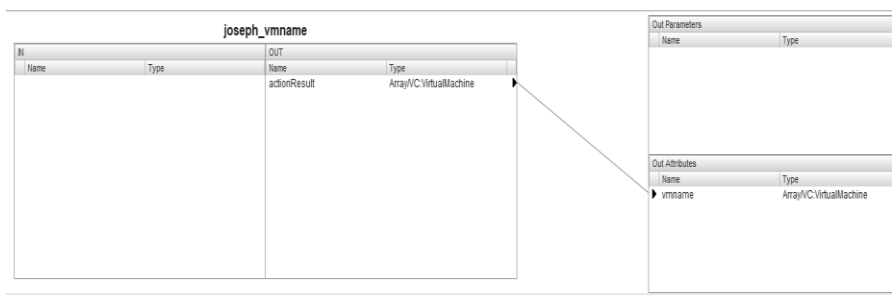 joseph_vmname
IN
Name Type
OUT
Name Type
actionResult Array/VC:VirtualMachine
Out Parameters
Name Type
Out Attributes
Name Type
vmname Array/VC:VirtualMachine